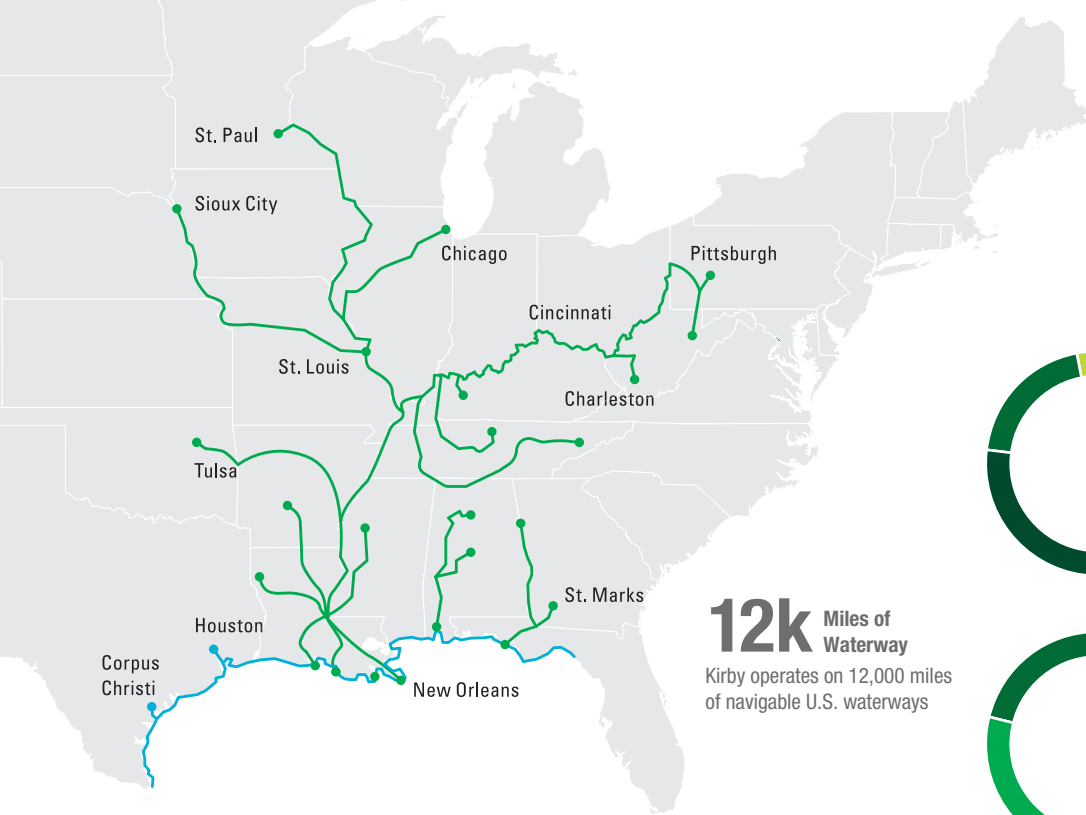 St. Paul
Sioux City
Chicago
Pittsburgh
Cincinnati
St. Louis
Charleston
Tulsa
St. Marks
Houston
Corpus
Christi
New Orleans
12k Miles of
Waterway
Kirby operates on 12,000 miles
of navigable U.S. waterways